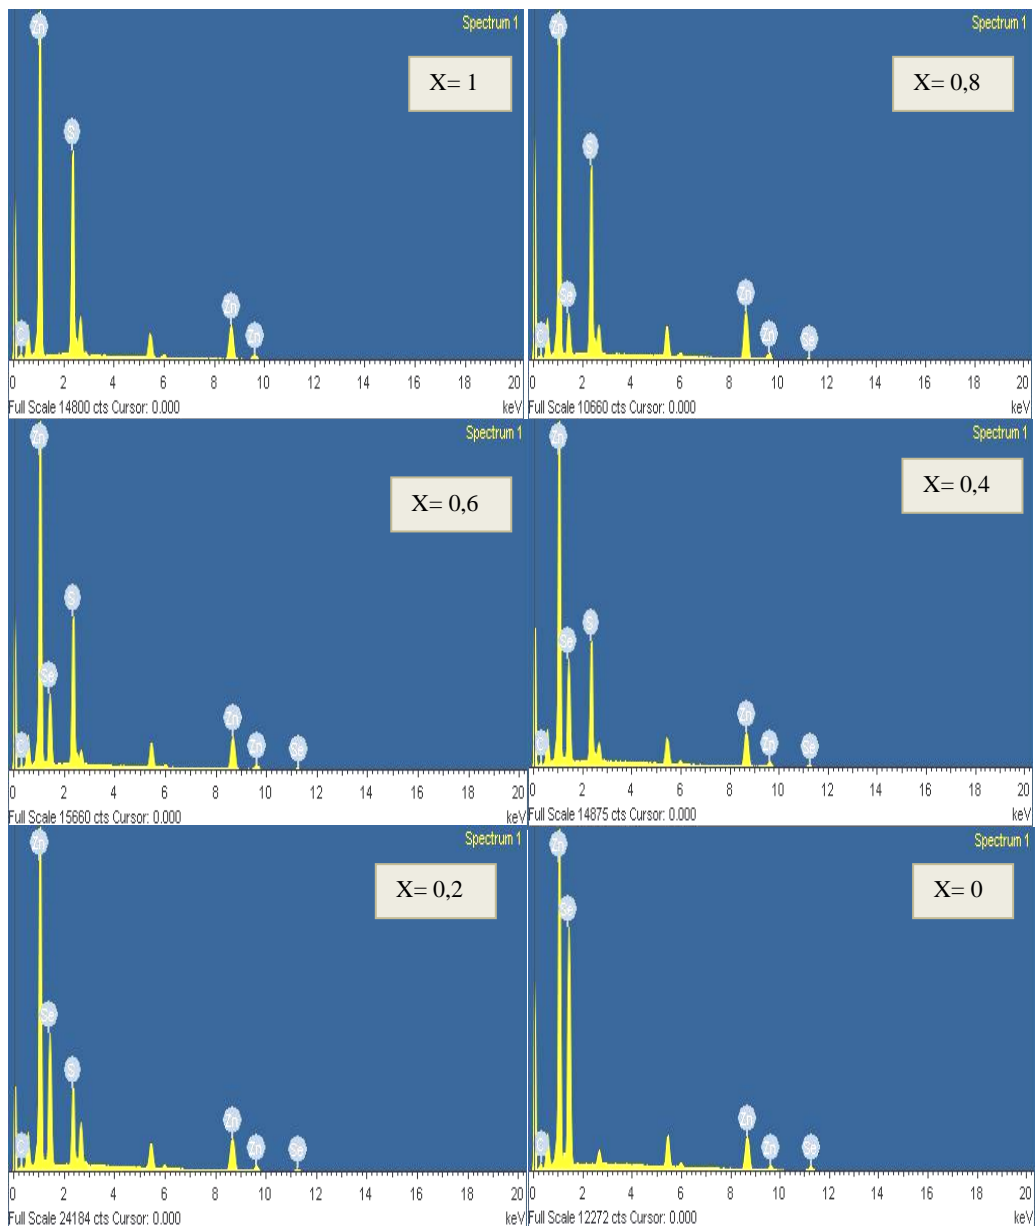 Spectrum 1
X= 1
Zn
S
C
Zn
Zn
0 2 4 6 8 10 12 14 16 18 20
Full Scale 14800 cts Cursor: 0.000 keV
Spectrum 1
X= 0,8
Zn
S
Se
C
Zn
Zn
Se
0 2 4 6 8 10 12 14 16 18 20
Full Scale 10660 cts Cursor: 0.000 keV
Spectrum 1
X= 0,6
Zn
S
Se
C
Zn
Zn
Se
0 2 4 6 8 10 12 14 16 18 20
Full Scale 15660 cts Cursor: 0.000 keV
Spectrum 1
X= 0,4
Zn
S
Se
C
Zn
Zn
Se
0 2 4 6 8 10 12 14 16 18 20
Full Scale 14875 cts Cursor: 0.000 keV
Spectrum 1
X= 0,2
Zn
Se
S
C
Zn
Zn
Se
0 2 4 6 8 10 12 14 16 18 20
Full Scale 24184 cts Cursor: 0.000 keV
Spectrum 1
X= 0
Zn
Se
C
Zn
Zn
Se
0 2 4 6 8 10 12 14 16 18 20
Full Scale 12272 cts Cursor: 0.000 keV